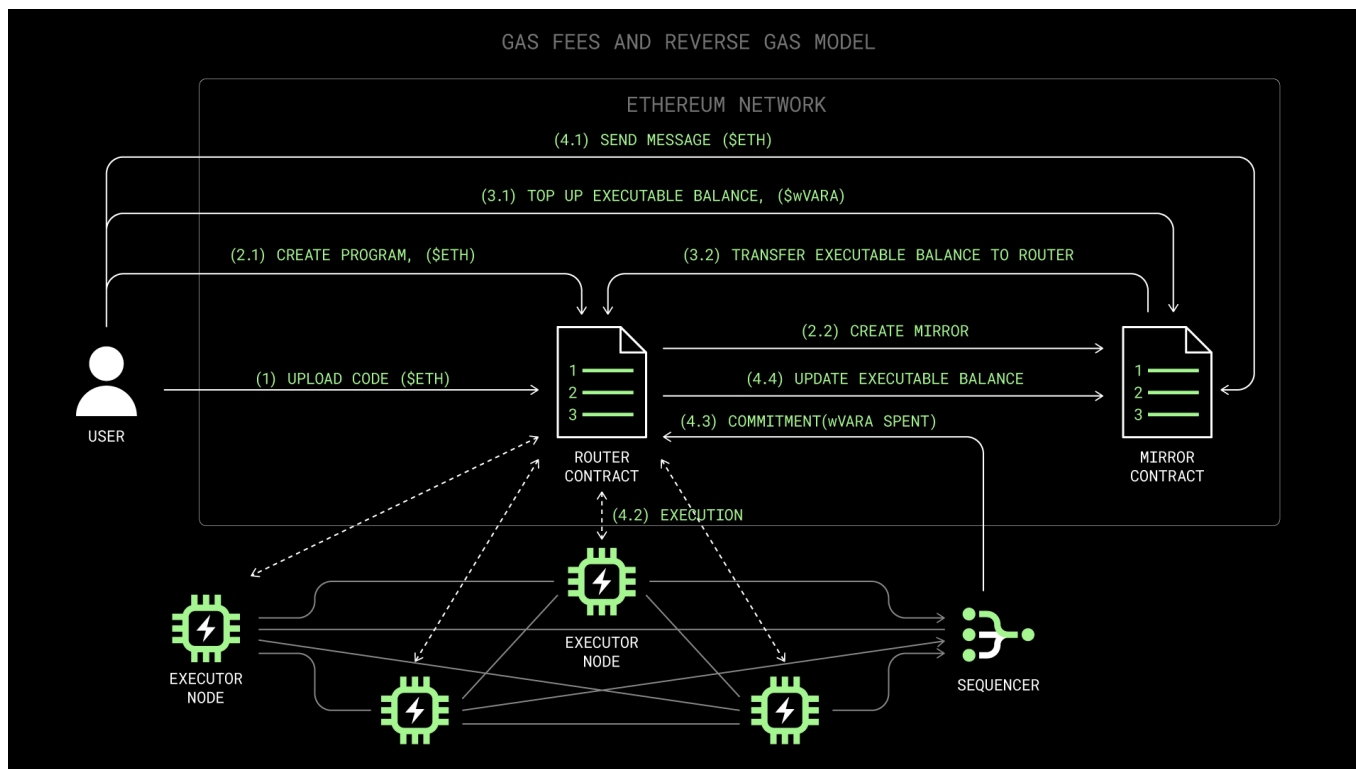 GAS FEES AND REVERSE GAS MODEL
ETHEREUM NETWORK
(4.1) SEND MESSAGE ($ETH)
(3.1) TOP UP EXECUTABLE BALANCE, ($wVARA)
(2.1) CREATE PROGRAM, ($ETH)
(3.2) TRANSFER EXECUTABLE BALANCE TO ROUTER
(2.2) CREATE MIRROR
(1) UPLOAD CODE ($ETH)
(4.4) UPDATE EXECUTABLE BALANCE
1
2
3
1
2
3
(4.3) COMMITMENT(wVARA SPENT)
USER
ROUTER
CONTRACT
MIRROR
CONTRACT
(4.2) EXECUTION
EXECUTOR
NODE
EXECUTOR
NODE
SEQUENCER